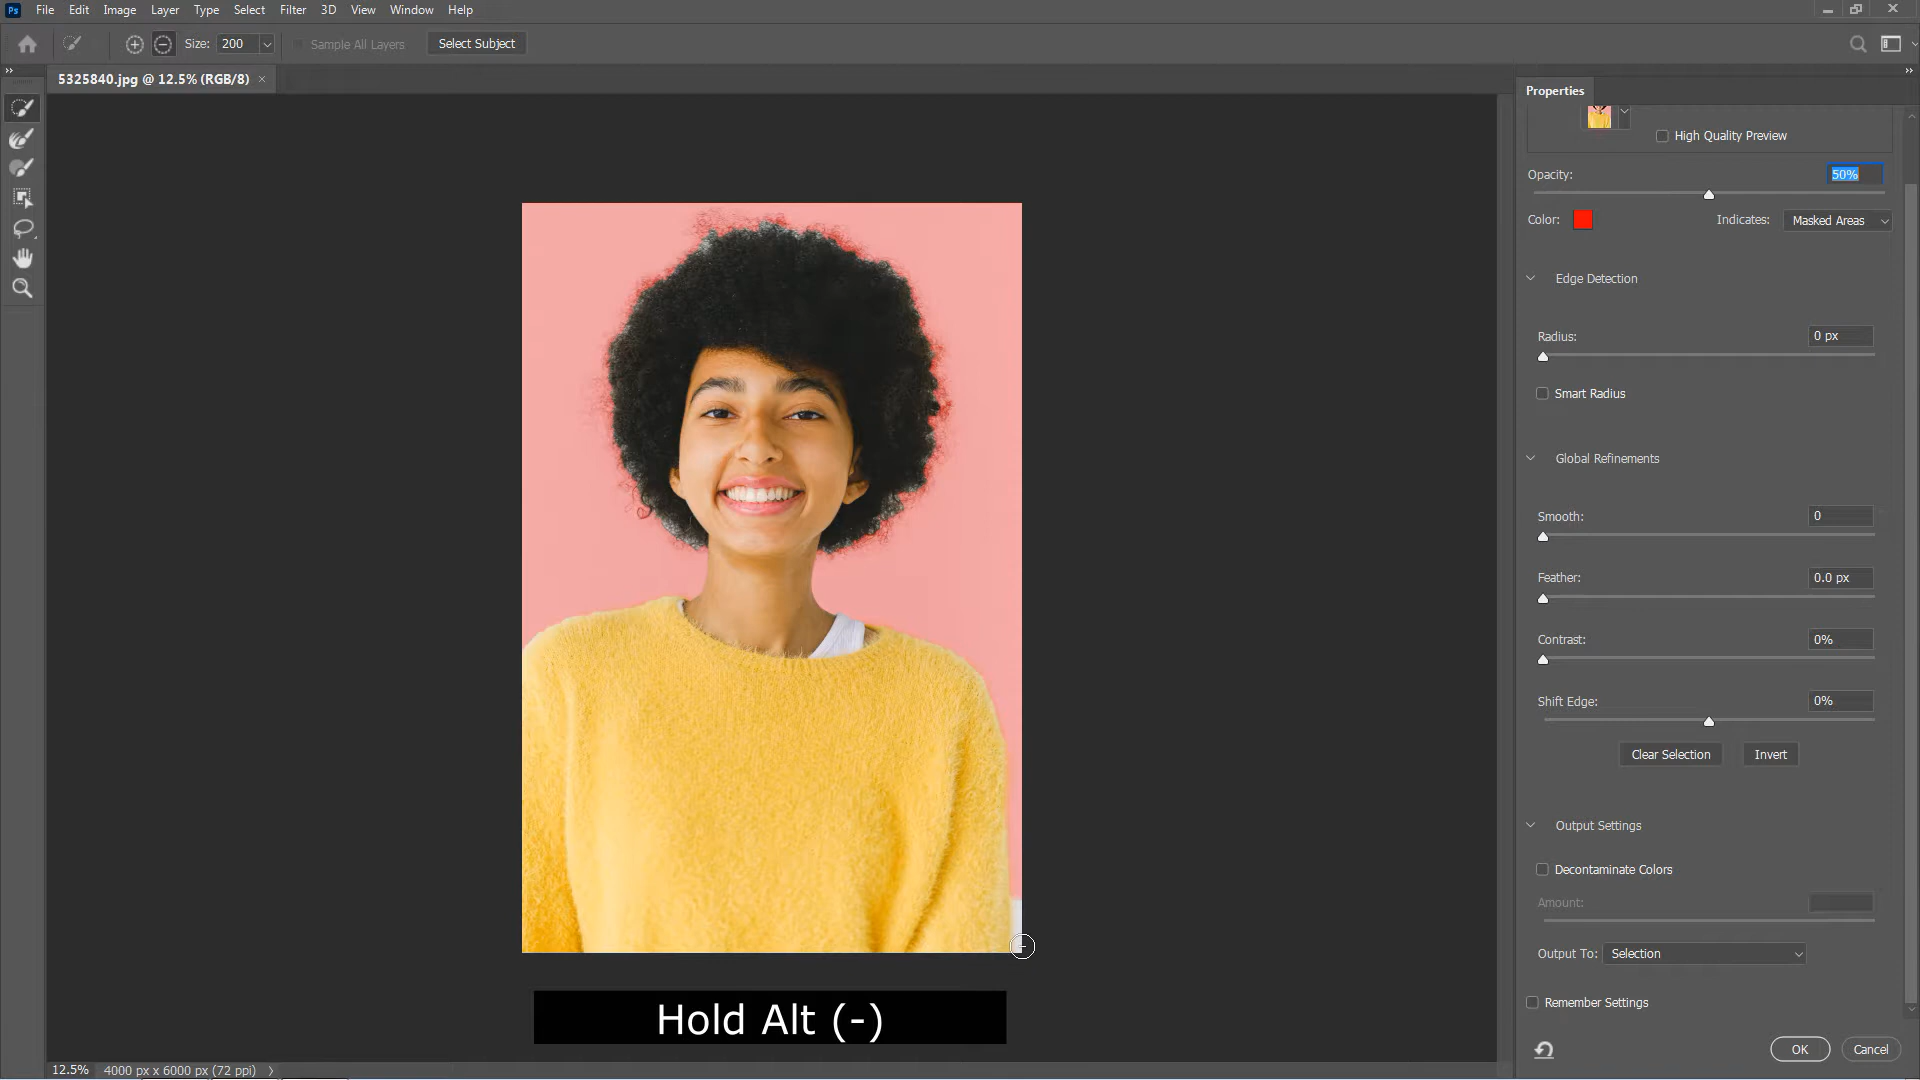 Ps File Edit Image Layer Type Select Filter 3D View Window Help
Size: 200 Sample All Layers Select Subject
5325840.jpg @ 12.5% (RGB/8) ×
Properties
High Quality Preview
Opacity: 50%
Color: Indicates: Masked Areas
Edge Detection
Radius: 0 px
Smart Radius
Global Refinements
Smooth: 0
Feather: 0.0 px
Contrast: 0%
Shift Edge: 0%
Clear Selection Invert
Output Settings
Decontaminate Colors
Amount:
Output To: Selection
Remember Settings
Hold Alt (-)
OK Cancel
12.5% 4000 px x 6000 px (72 ppi)